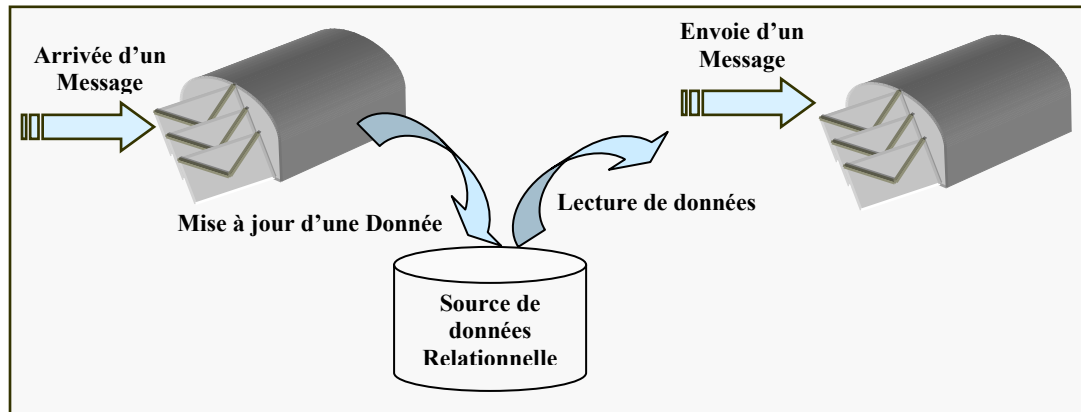 Arrivée d’un
Message
Envoie d’un
Message
Mise à jour d’une Donnée
Lecture de données
Source de
données
Relationnelle